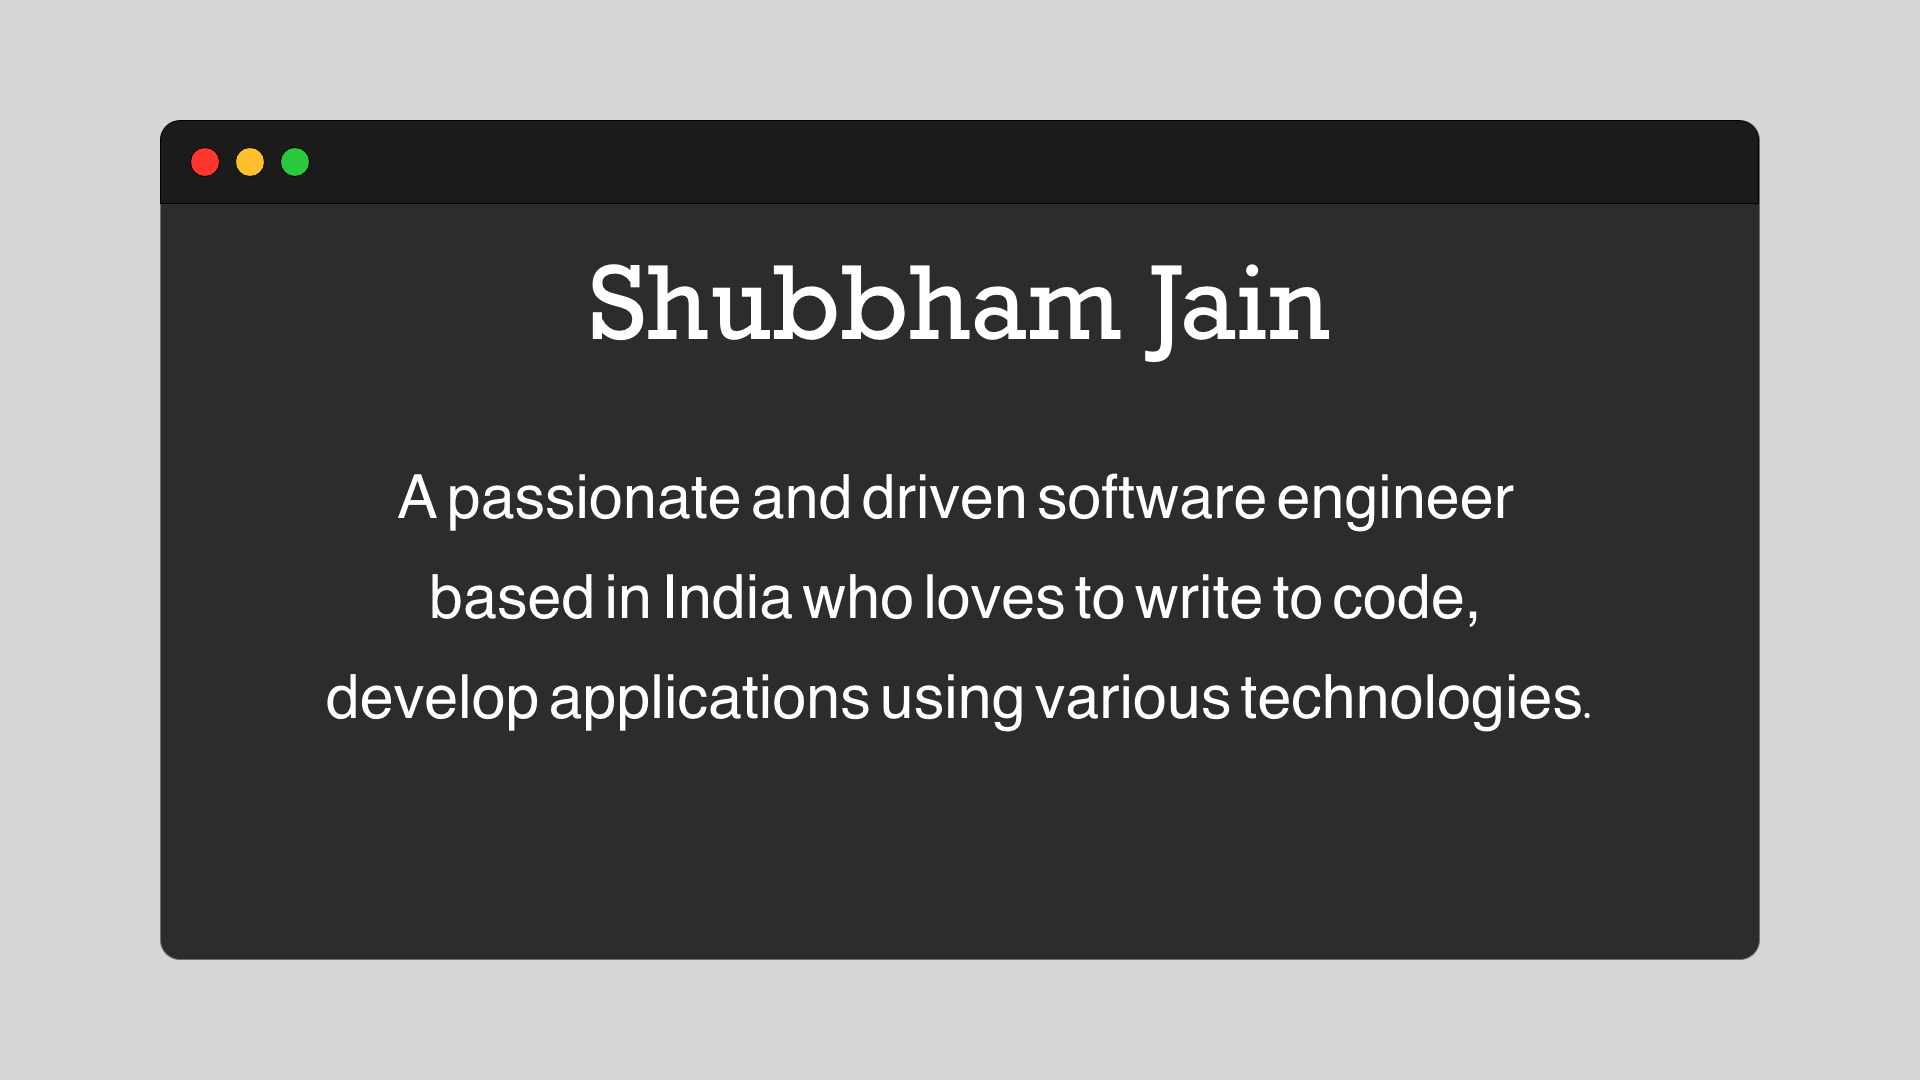 Shubbham Jain
A passionate and driven software engineer
based in India who loves to write to code,
develop applications using various technologies.